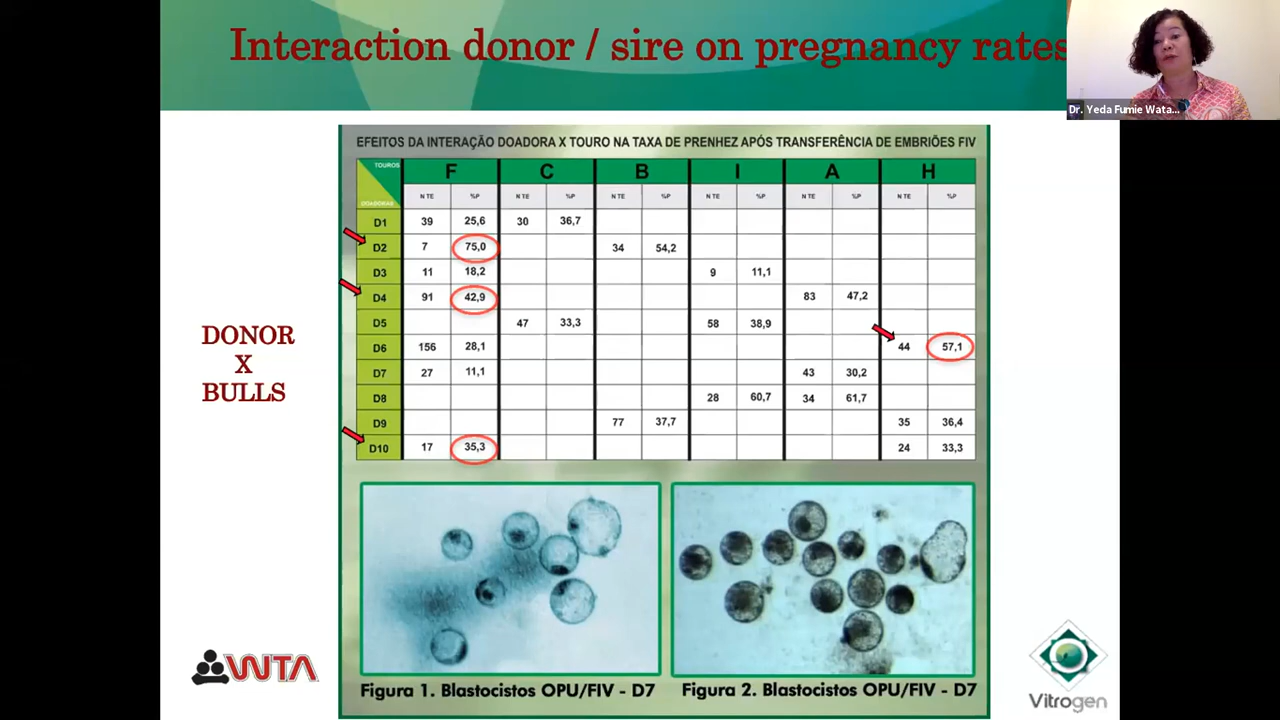 Interaction donor / sire on pregnancy rates
Dr. Yeda Fumie Wata...
EFEITOS DA INTERAÇÃO DOADORA X TOURO NA TAXA DE PRENHEZ APÓS TRANSFERÊNCIA DE EMBRIÕES FIV
TOUROS F C B I A H
DOADORAS N TE %P N TE %P N TE %P N TE %P N TE %P N TE %P
D1 39 25,6 30 36,7
D2 7 75,0 34 54,2
D3 11 18,2 9 11,1
D4 91 42,9 83 47,2
D5 47 33,3 58 38,9
D6 156 28,1 44 57,1
D7 27 11,1 43 30,2
D8 28 60,7 34 61,7
D9 77 37,7 35 36,4
D10 17 35,3 24 33,3
DONOR
X
BULLS
Figura 1. Blastocistos OPU/FIV - D7
Figura 2. Blastocistos OPU/FIV - D7
WTA
Vitrogen